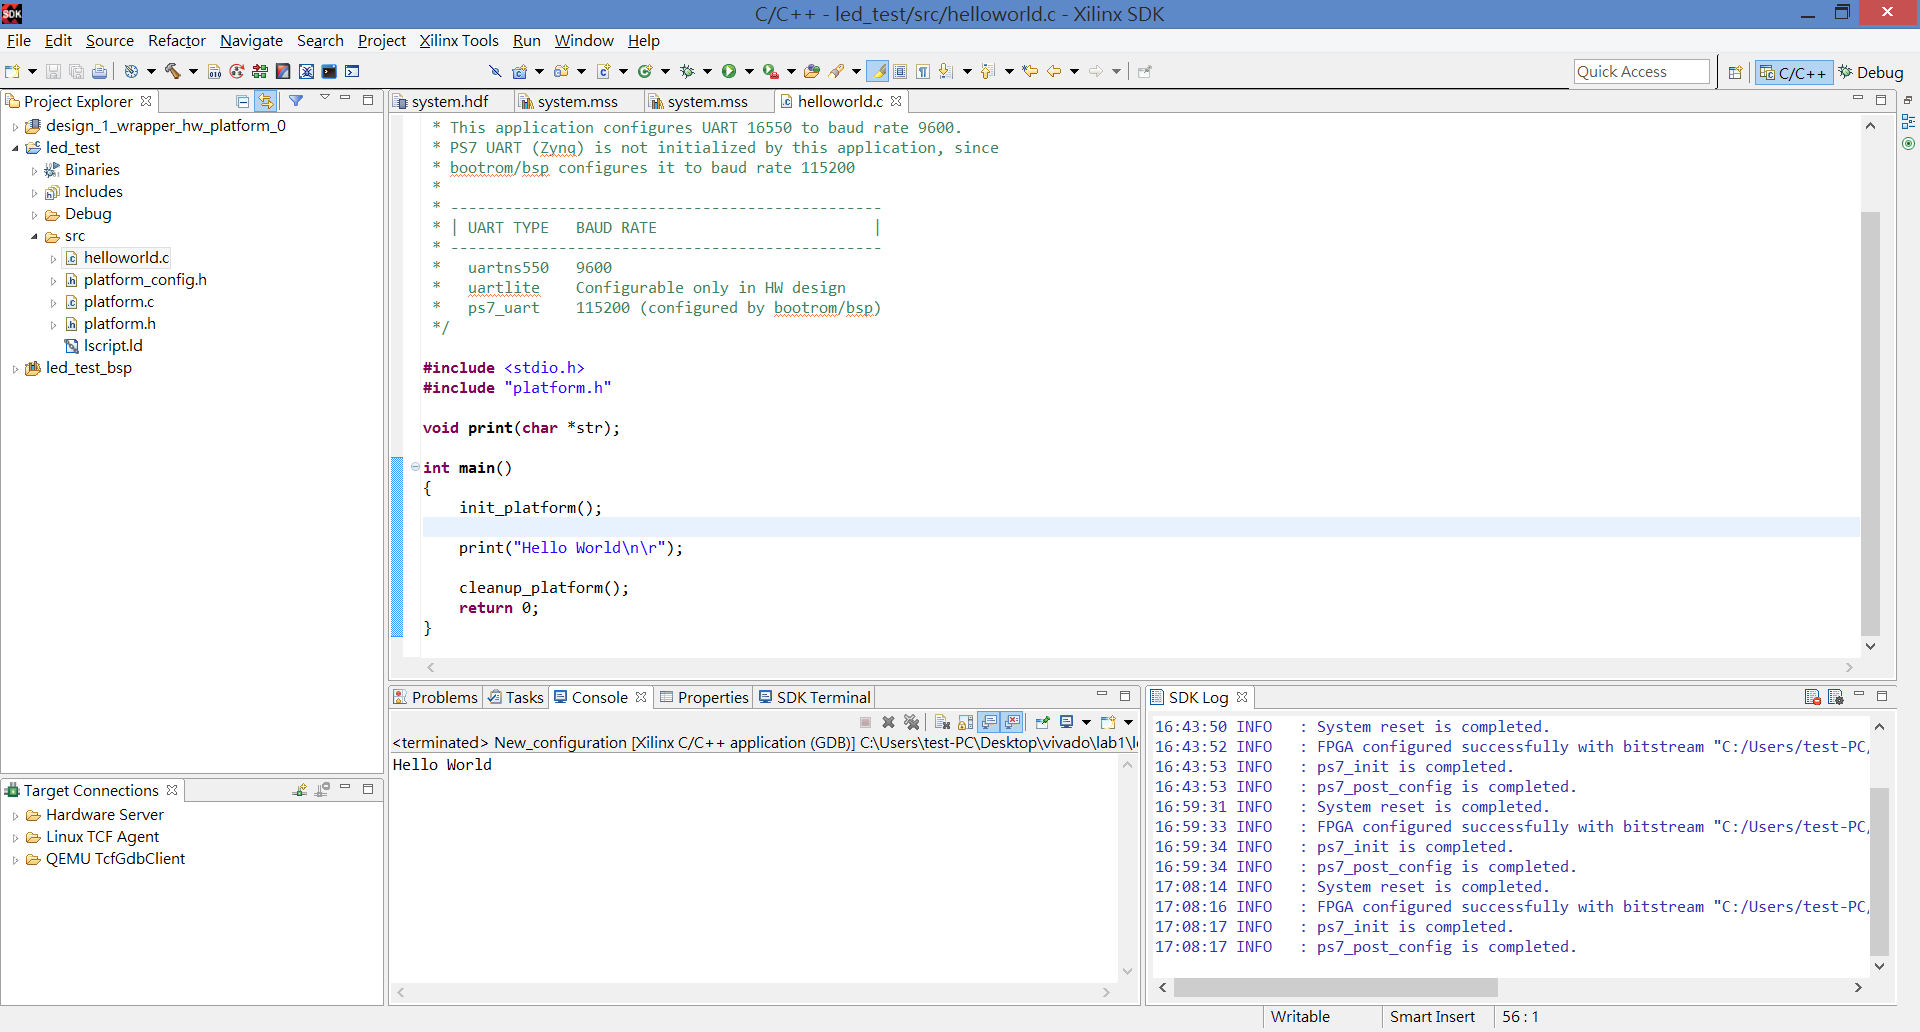 SDK
C/C++ - led_test/src/helloworld.c - Xilinx SDK
File Edit Source Refactor Navigate Search Project Xilinx Tools Run Window Help
Quick Access
C/C++
Debug
Project Explorer
design_1_wrapper_hw_platform_0
led_test
Binaries
Includes
Debug
src
helloworld.c
platform_config.h
platform.c
platform.h
lscript.ld
led_test_bsp
Target Connections
Hardware Server
Linux TCF Agent
QEMU TcfGdbClient
system.hdf system.mss system.mss helloworld.c
* This application configures UART 16550 to baud rate 9600.
* PS7 UART (Zynq) is not initialized by this application, since
* bootrom/bsp configures it to baud rate 115200
*
* ------------------------------------------------
* | UART TYPE   BAUD RATE                        |
* ------------------------------------------------
*   uartns550   9600
*   uartlite    Configurable only in HW design
*   ps7_uart    115200 (configured by bootrom/bsp)
*/
#include <stdio.h>
#include "platform.h"
void print(char *str);
int main()
{
init_platform();
print("Hello World\n\r");
cleanup_platform();
return 0;
}
Problems Tasks Console Properties SDK Terminal
<terminated> New_configuration [Xilinx C/C++ application (GDB)] C:\Users\test-PC\Desktop\vivado\lab1\l
Hello World
SDK Log
16:43:50 INFO   : System reset is completed.
16:43:52 INFO   : FPGA configured successfully with bitstream "C:/Users/test-PC/
16:43:53 INFO   : ps7_init is completed.
16:43:53 INFO   : ps7_post_config is completed.
16:59:31 INFO   : System reset is completed.
16:59:33 INFO   : FPGA configured successfully with bitstream "C:/Users/test-PC/
16:59:34 INFO   : ps7_init is completed.
16:59:34 INFO   : ps7_post_config is completed.
17:08:14 INFO   : System reset is completed.
17:08:16 INFO   : FPGA configured successfully with bitstream "C:/Users/test-PC/
17:08:17 INFO   : ps7_init is completed.
17:08:17 INFO   : ps7_post_config is completed.
Writable
Smart Insert
56 : 1